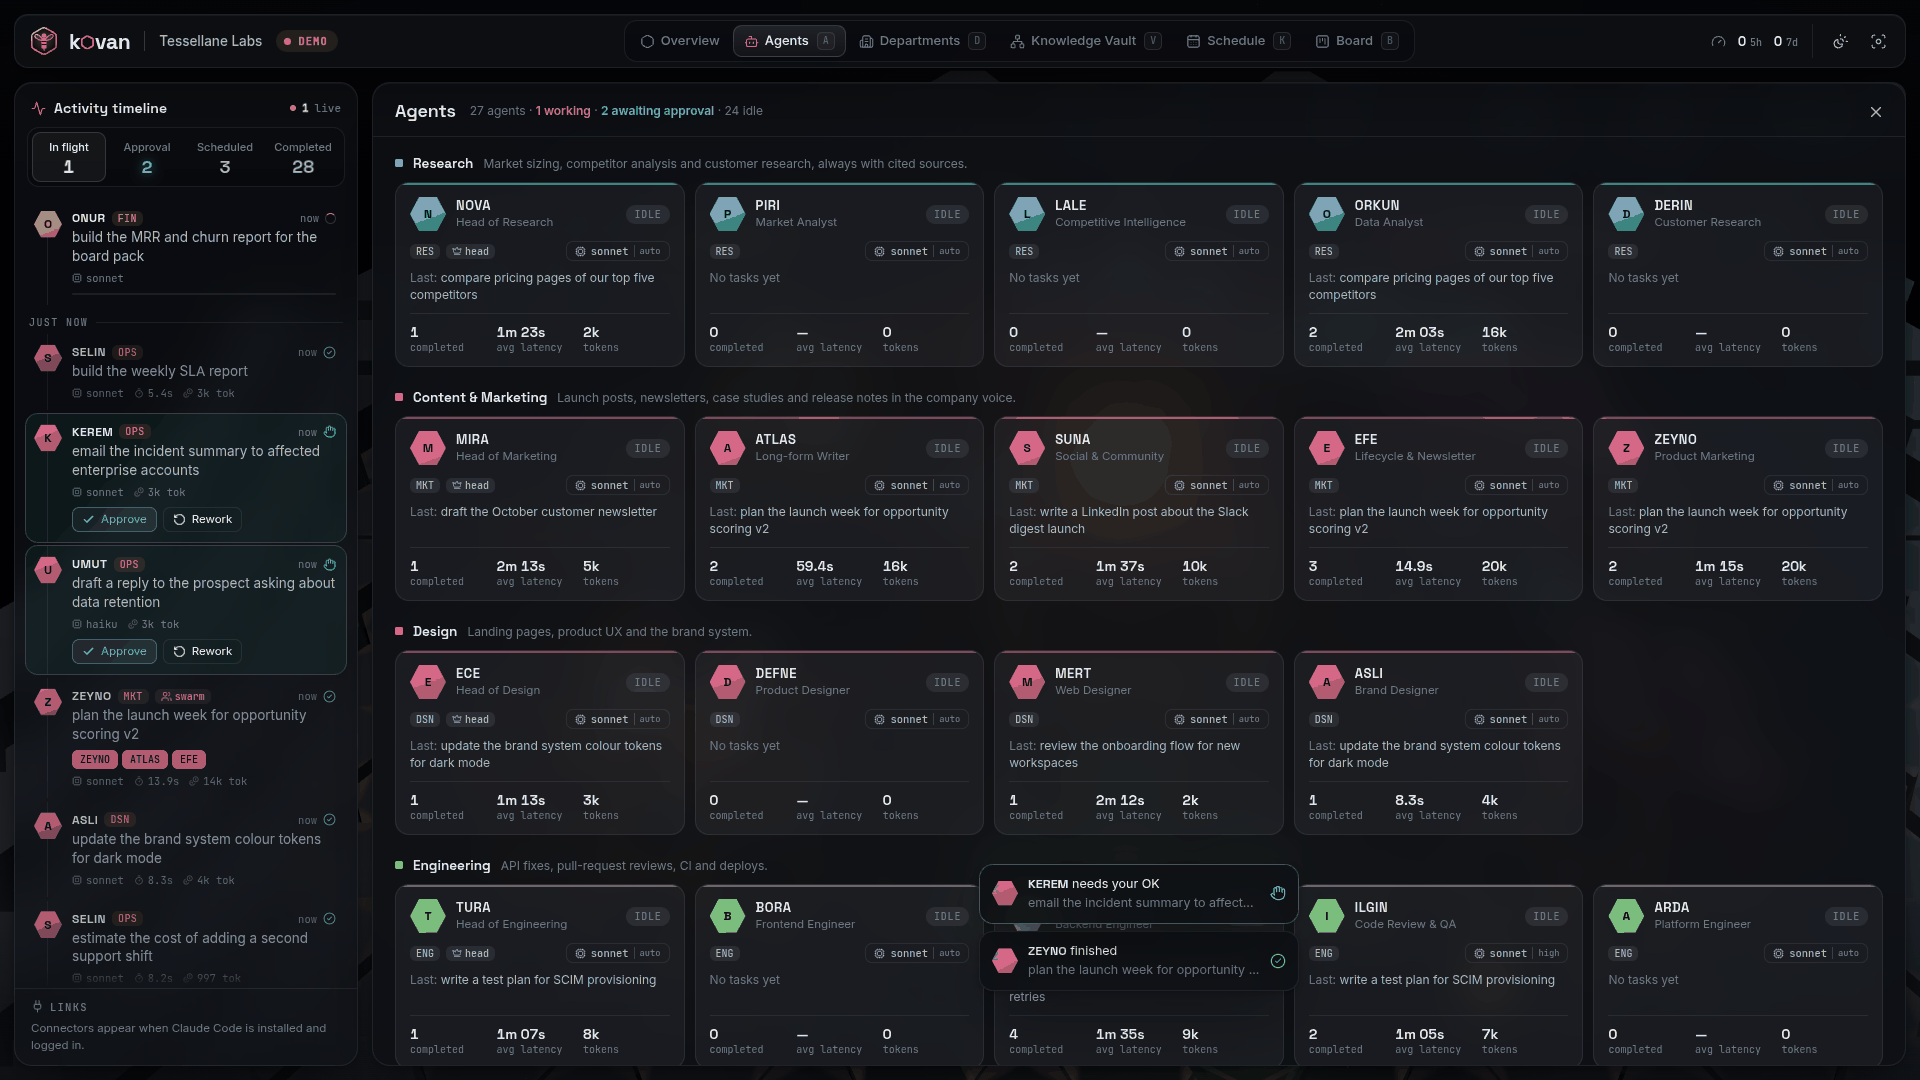 kovan
Tessellane Labs
DEMO
Overview
Agents A
Departments D
Knowledge Vault V
Schedule K
Board B
0 5h 0 7d
Activity timeline
1 live
In flight
1
Approval
2
Scheduled
3
Completed
28
O
ONUR FIN now
build the MRR and churn report for the
board pack
sonnet
JUST NOW
S
SELIN OPS now
build the weekly SLA report
sonnet 5.4s 3k tok
K
KEREM OPS now
email the incident summary to affected
enterprise accounts
sonnet 3k tok
Approve Rework
U
UMUT OPS now
draft a reply to the prospect asking about
data retention
haiku 3k tok
Approve Rework
Z
ZEYNO MKT swarm now
plan the launch week for opportunity
scoring v2
ZEYNO ATLAS EFE
sonnet 13.9s 14k tok
A
ASLI DSN now
update the brand system colour tokens
for dark mode
sonnet 8.3s 4k tok
S
SELIN OPS now
estimate the cost of adding a second
support shift
sonnet 8.2s 997 tok
LINKS
Connectors appear when Claude Code is installed and
logged in.
Agents 27 agents · 1 working · 2 awaiting approval · 24 idle
Research Market sizing, competitor analysis and customer research, always with cited sources.
N
NOVA
Head of Research
IDLE
RES head sonnet auto
Last: compare pricing pages of our top five
competitors
1 1m 23s 2k
completed avg latency tokens
P
PIRI
Market Analyst
IDLE
RES sonnet auto
No tasks yet
0 — 0
completed avg latency tokens
L
LALE
Competitive Intelligence
IDLE
RES sonnet auto
No tasks yet
0 — 0
completed avg latency tokens
O
ORKUN
Data Analyst
IDLE
RES sonnet auto
Last: compare pricing pages of our top five
competitors
2 2m 03s 16k
completed avg latency tokens
D
DERIN
Customer Research
IDLE
RES sonnet auto
No tasks yet
0 — 0
completed avg latency tokens
Content & Marketing Launch posts, newsletters, case studies and release notes in the company voice.
M
MIRA
Head of Marketing
IDLE
MKT head sonnet auto
Last: draft the October customer newsletter
1 2m 13s 5k
completed avg latency tokens
A
ATLAS
Long-form Writer
IDLE
MKT sonnet auto
Last: plan the launch week for opportunity
scoring v2
2 59.4s 16k
completed avg latency tokens
S
SUNA
Social & Community
IDLE
MKT sonnet auto
Last: write a LinkedIn post about the Slack
digest launch
2 1m 37s 10k
completed avg latency tokens
E
EFE
Lifecycle & Newsletter
IDLE
MKT sonnet auto
Last: plan the launch week for opportunity
scoring v2
3 14.9s 20k
completed avg latency tokens
Z
ZEYNO
Product Marketing
IDLE
MKT sonnet auto
Last: plan the launch week for opportunity
scoring v2
2 1m 15s 20k
completed avg latency tokens
Design Landing pages, product UX and the brand system.
E
ECE
Head of Design
IDLE
DSN head sonnet auto
Last: update the brand system colour tokens
for dark mode
1 1m 13s 3k
completed avg latency tokens
D
DEFNE
Product Designer
IDLE
DSN sonnet auto
No tasks yet
0 — 0
completed avg latency tokens
M
MERT
Web Designer
IDLE
DSN sonnet auto
Last: review the onboarding flow for new
workspaces
1 2m 12s 2k
completed avg latency tokens
A
ASLI
Brand Designer
IDLE
DSN sonnet auto
Last: update the brand system colour tokens
for dark mode
1 8.3s 4k
completed avg latency tokens
Engineering API fixes, pull-request reviews, CI and deploys.
T
TURA
Head of Engineering
IDLE
ENG head sonnet auto
Last: write a test plan for SCIM provisioning
1 1m 07s 8k
completed avg latency tokens
B
BORA
Frontend Engineer
IDLE
ENG sonnet auto
No tasks yet
0 — 0
completed avg latency tokens
KEREM needs your OK
email the incident summary to affect...
Backend Engineer
ZEYNO finished
plan the launch week for opportunity ...
retries
4 1m 35s 9k
completed avg latency tokens
I
ILGIN
Code Review & QA
IDLE
ENG sonnet high
Last: write a test plan for SCIM provisioning
2 1m 05s 7k
completed avg latency tokens
A
ARDA
Platform Engineer
IDLE
ENG sonnet auto
No tasks yet
0 — 0
completed avg latency tokens